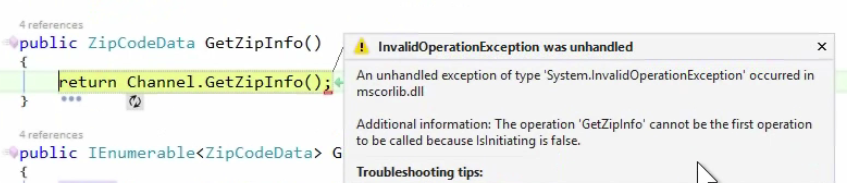 4 references
public ZipCodeData GetZipInfo()
InvalidOperationException was unhandled
{
An unhandled exception of type 'System.InvalidOperationException' occurred in
return Channel.GetZipInfo();
mscorlib.dll
}
Additional information: The operation 'GetZipInfo' cannot be the first operation
to be called because IsInitiating is false.
4 references
public IEnumerable<ZipCodeData> G
{
Troubleshooting tips: